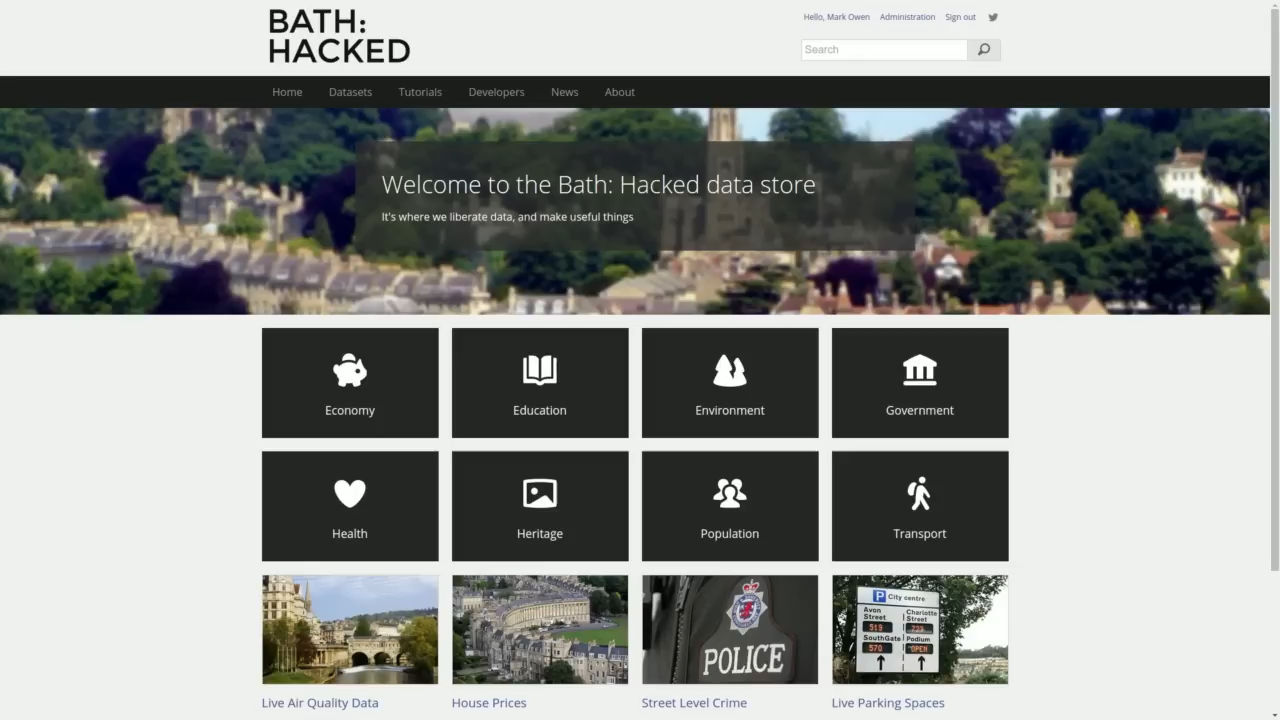 BATH:
HACKED
Hello, Mark Owen Administration Sign out
Search
Home Datasets Tutorials Developers News About
Welcome to the Bath: Hacked data store
It's where we liberate data, and make useful things
Economy Education Environment Government
Health Heritage Population Transport
POLICE
P City centre
Avon Street Charlotte Street
519
SouthGate Podium
570 OPEN
Live Air Quality Data House Prices Street Level Crime Live Parking Spaces